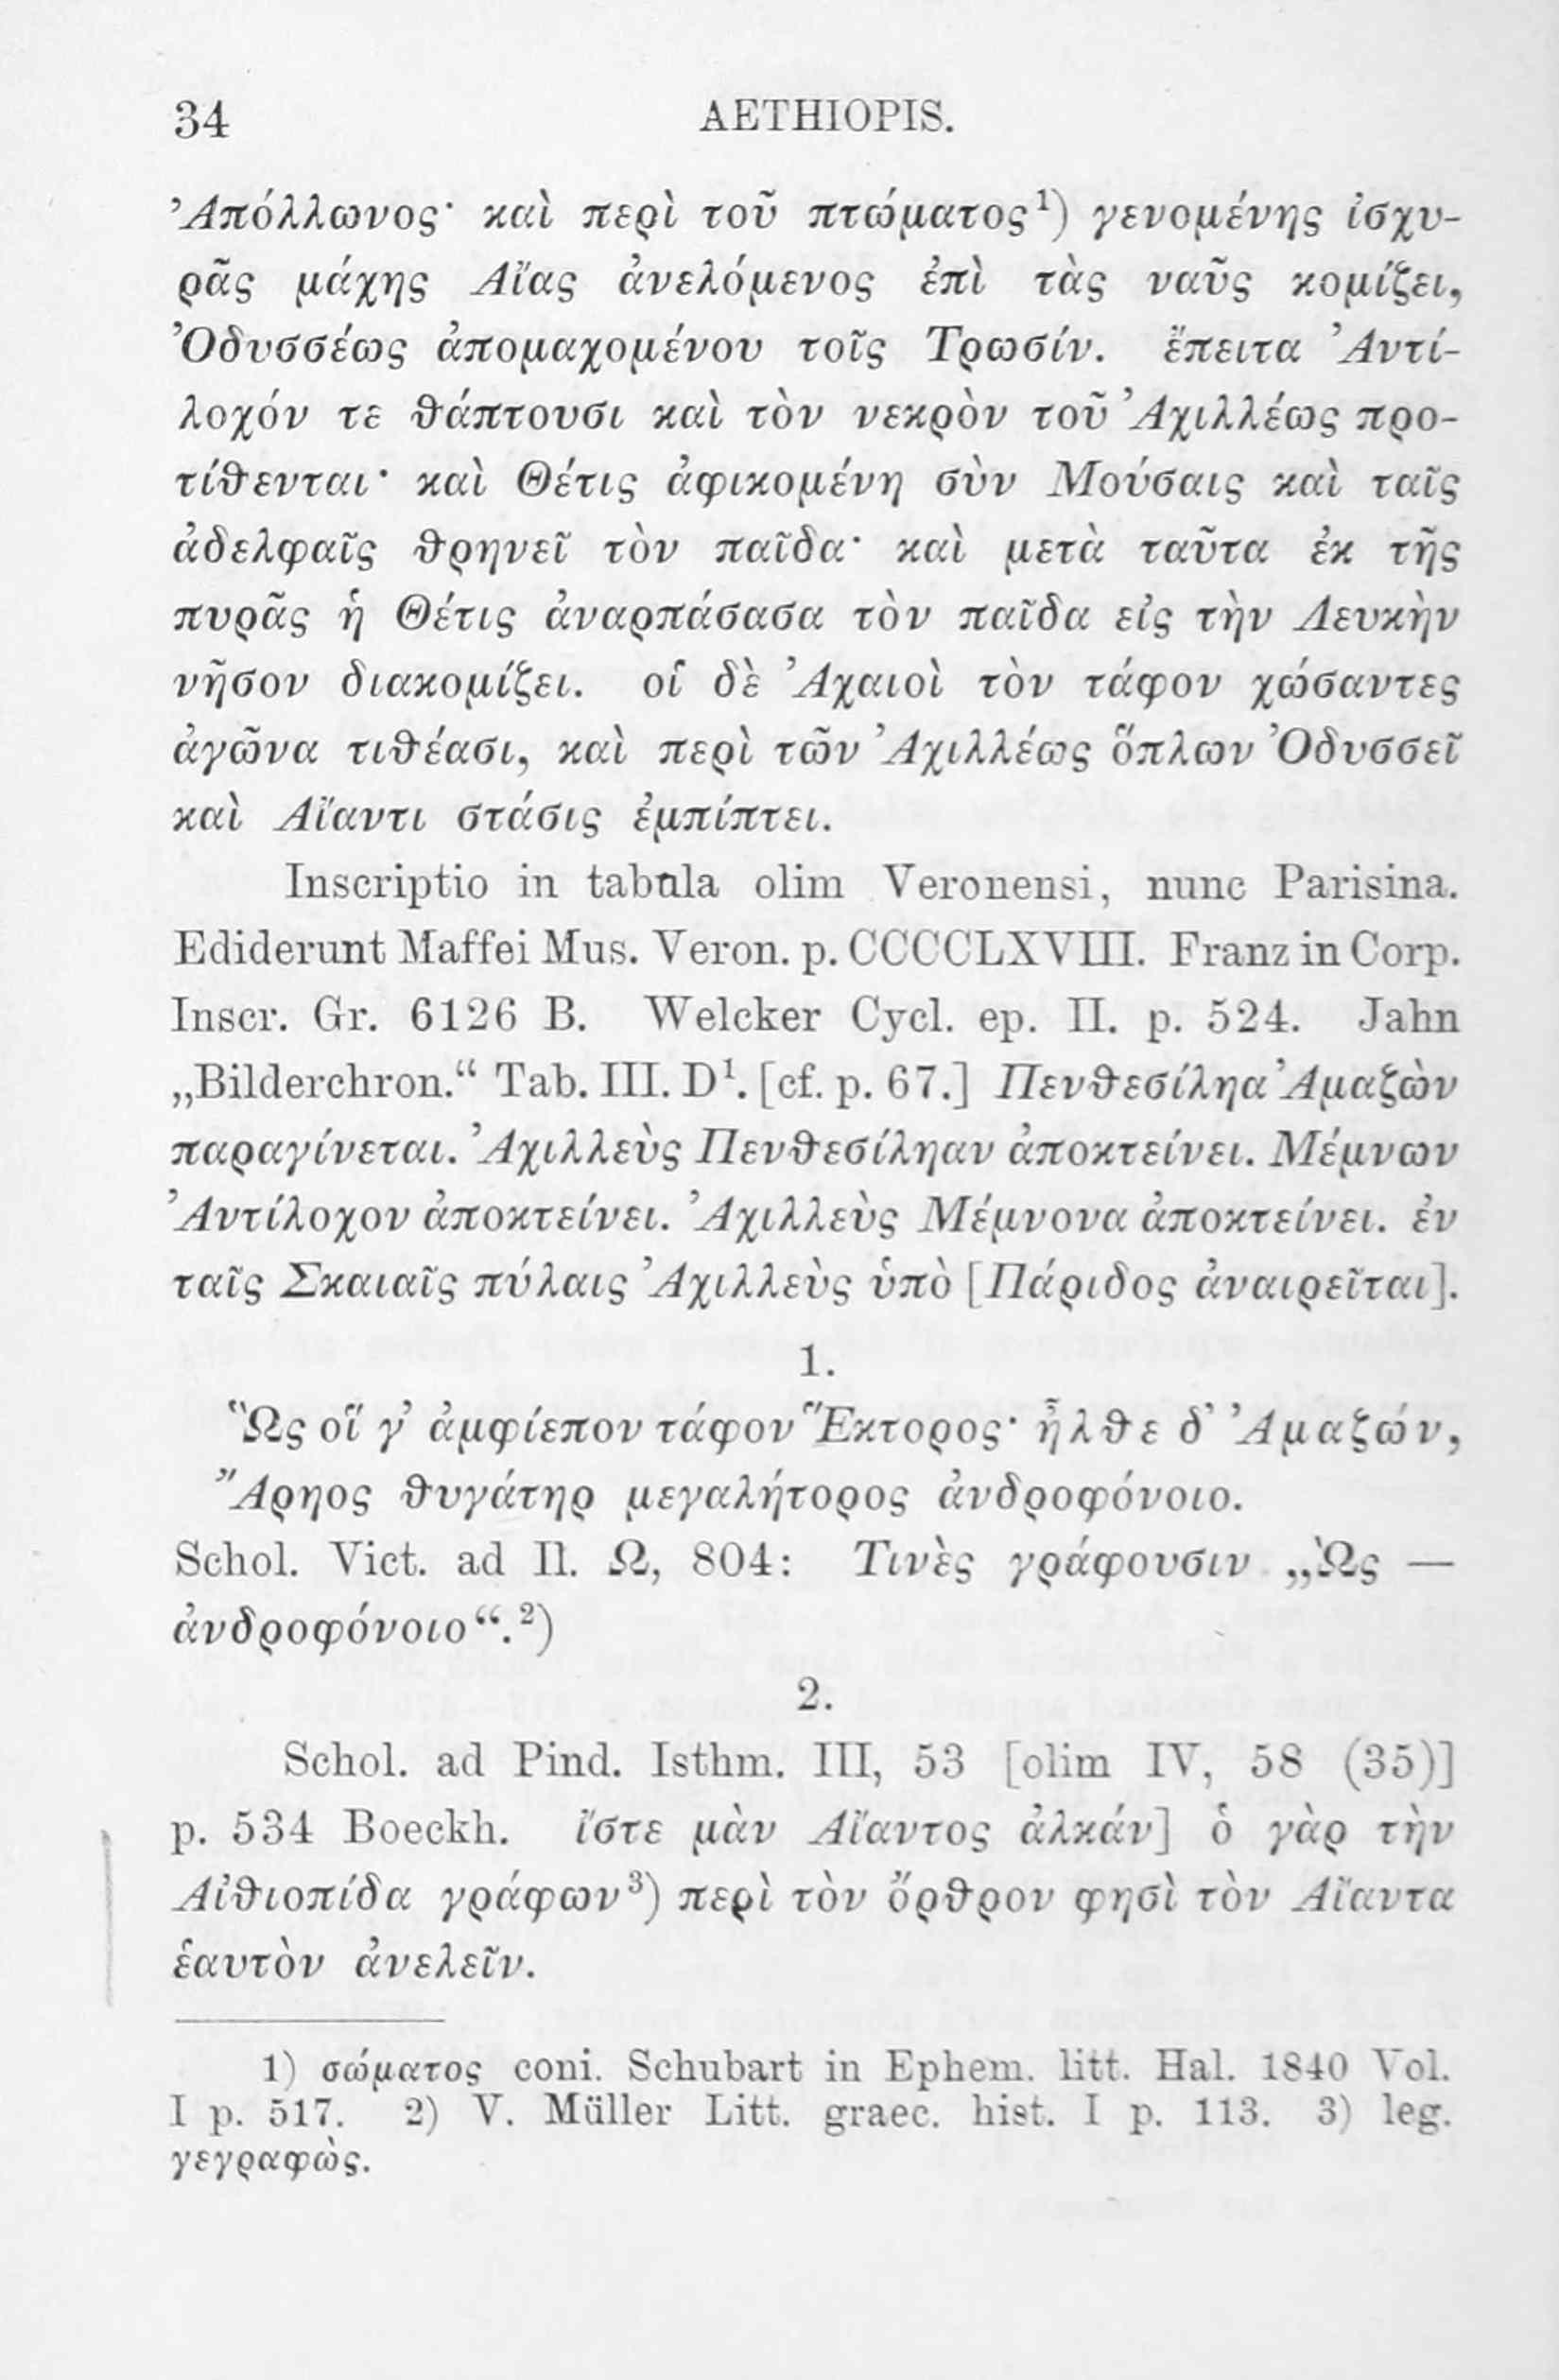 34 AETHIOPIS.
Ἀπόλλωνος· καὶ περὶ τοῦ πτώματος¹) γενομένης ἰσχυ-
ρᾶς μάχης Αἴας ἀνελόμενος ἐπὶ τὰς ναῦς κομίζει,
Ὀδυσσέως ἀπομαχομένου τοῖς Τρωσίν. ἔπειτα Ἀντί-
λοχόν τε θάπτουσι καὶ τὸν νεκρὸν τοῦ Ἀχιλλέως προ-
τίθενται· καὶ Θέτις ἀφικομένη σὺν Μούσαις καὶ ταῖς
ἀδελφαῖς θρηνεῖ τὸν παῖδα· καὶ μετὰ ταῦτα ἐκ τῆς
πυρᾶς ἡ Θέτις ἀναρπάσασα τὸν παῖδα εἰς τὴν Λευκὴν
νῆσον διακομίζει. οἱ δὲ Ἀχαιοὶ τὸν τάφον χώσαντες
ἀγῶνα τιθέασι, καὶ περὶ τῶν Ἀχιλλέως ὅπλων Ὀδυσσεῖ
καὶ Αἴαντι στάσις ἐμπίπτει.
Inscriptio in tabula olim Veronensi, nunc Parisina.
Ediderunt Maffei Mus. Veron. p. CCCCLXVIII. Franz in Corp.
Inscr. Gr. 6126 B. Welcker Cycl. ep. II. p. 524. Jahn
„Bilderchron.“ Tab. III. D¹. [cf. p. 67.] Πενθεσίληα Ἀμαζὼν
παραγίνεται. Ἀχιλλεὺς Πενθεσίληαν ἀποκτείνει. Μέμνων
Ἀντίλοχον ἀποκτείνει. Ἀχιλλεὺς Μέμνονα ἀποκτείνει. ἐν
ταῖς Σκαιαῖς πύλαις Ἀχιλλεὺς ὑπὸ [Πάριδος ἀναιρεῖται].
1.
Ὣς οἵ γ’ ἀμφίεπον τάφον Ἕκτορος· ἦλθε δ’ Ἀμαζών,
Ἄρηος θυγάτηρ μεγαλήτορος ἀνδροφόνοιο.
Schol. Vict. ad Il. Ω, 804: Τινὲς γράφουσιν „Ὣς —
ἀνδροφόνοιο“.²)
2.
Schol. ad Pind. Isthm. III, 53 [olim IV, 58 (35)]
p. 534 Boeckh. ἴστε μὰν Αἴαντος ἀλκάν] ὁ γὰρ τὴν
Αἰθιοπίδα γράφων³) περὶ τὸν ὄρθρον φησὶ τὸν Αἴαντα
ἑαυτὸν ἀνελεῖν.
1) σώματος coni. Schubart in Ephem. litt. Hal. 1840 Vol.
I p. 517. 2) V. Müller Litt. graec. hist. I p. 113. 3) leg.
γεγραφὼς.